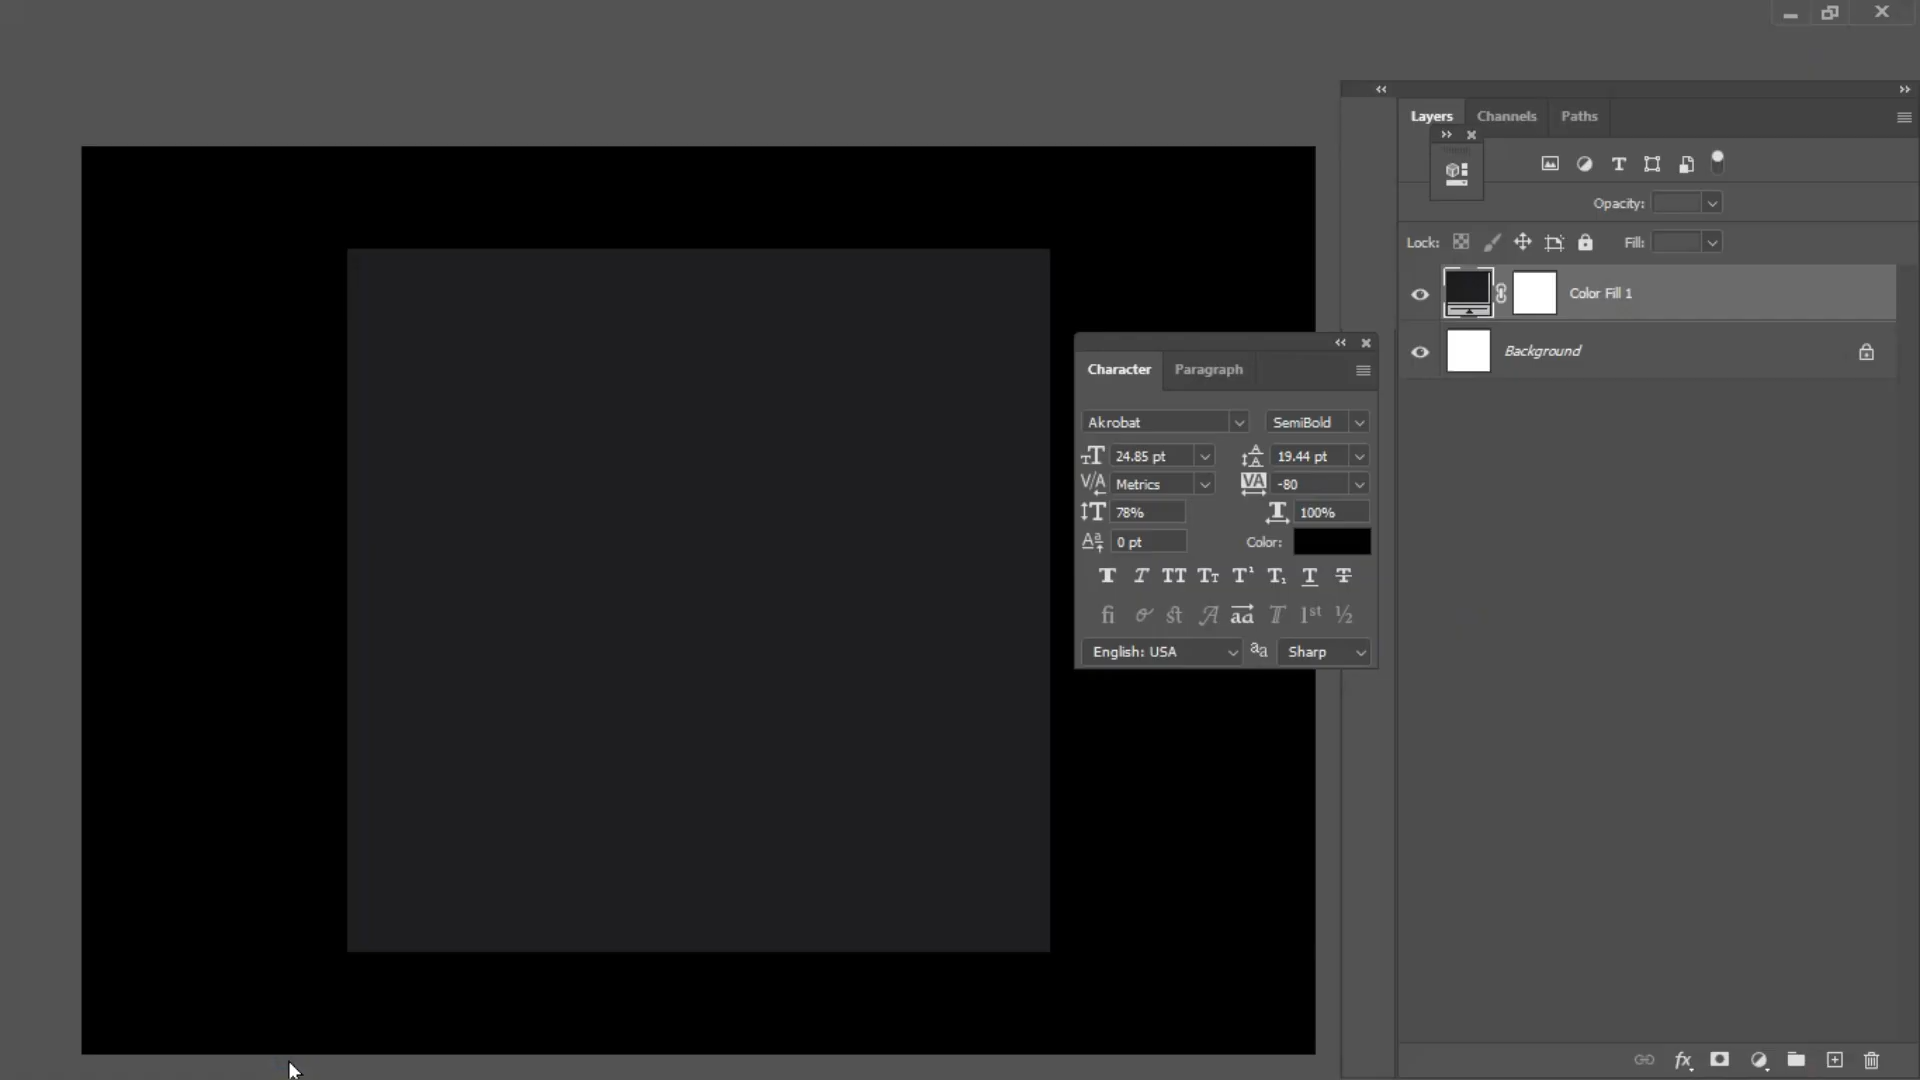 Layers Channels Paths
Opacity:
Lock: Fill:
Color Fill 1
Background
Character Paragraph
Akrobat SemiBold
24.85 pt 19.44 pt
Metrics -80
78% 100%
0 pt Color:
English: USA Sharp